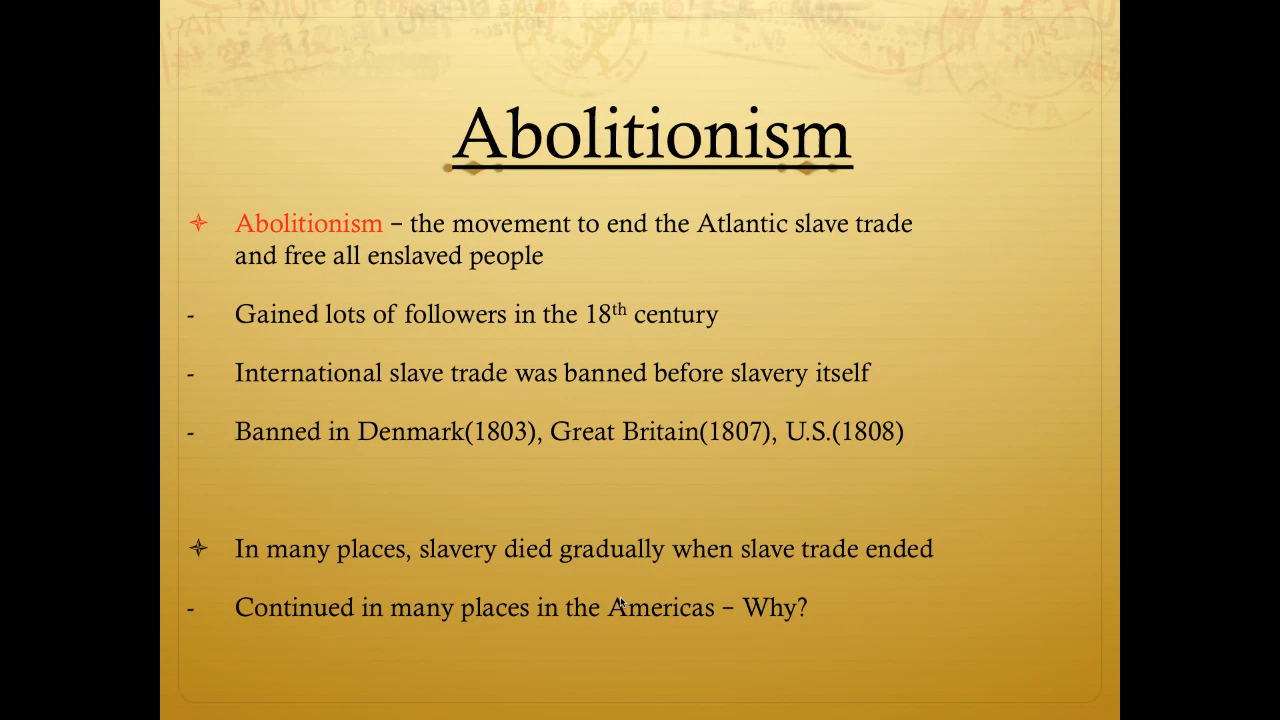 Abolitionism
Abolitionism – the movement to end the Atlantic slave trade
and free all enslaved people
- Gained lots of followers in the 18th century
- International slave trade was banned before slavery itself
- Banned in Denmark(1803), Great Britain(1807), U.S.(1808)
In many places, slavery died gradually when slave trade ended
- Continued in many places in the Americas – Why?